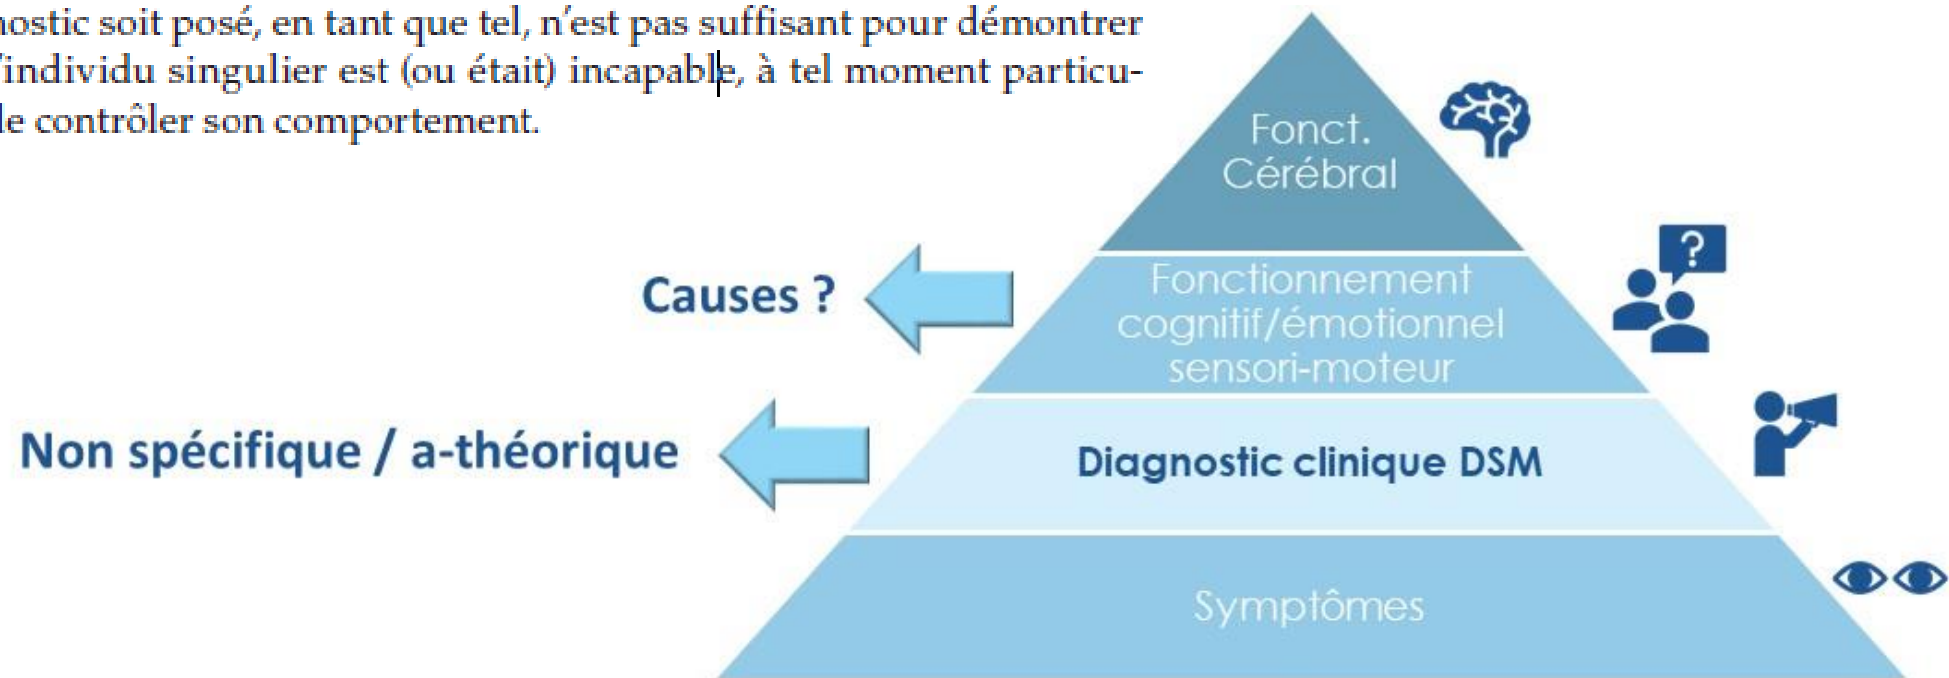 nostic soit posé, en tant que tel, n'est pas suffisant pour démontrer
'individu singulier est (ou était) incapable, à tel moment particu-
le contrôler son comportement.
Fonct.
Cérébral
?
Causes ?
Fonctionnement
cognitif/émotionnel
sensori-moteur
Non spécifique / a-théorique
Diagnostic clinique DSM
Symptômes